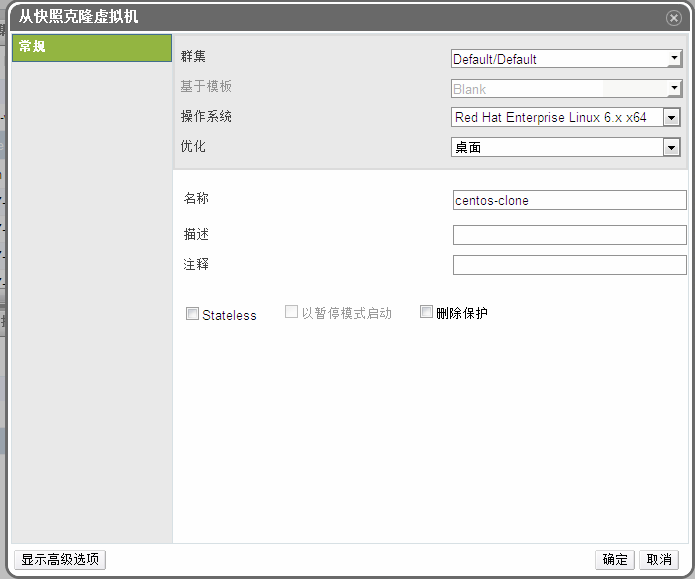 从快照克隆虚拟机
常规
群集 Default/Default
基于模板 Blank
操作系统 Red Hat Enterprise Linux 6.x x64
优化 桌面
名称 centos-clone
描述
注释
Stateless 以暂停模式启动 删除保护
显示高级选项 确定 取消